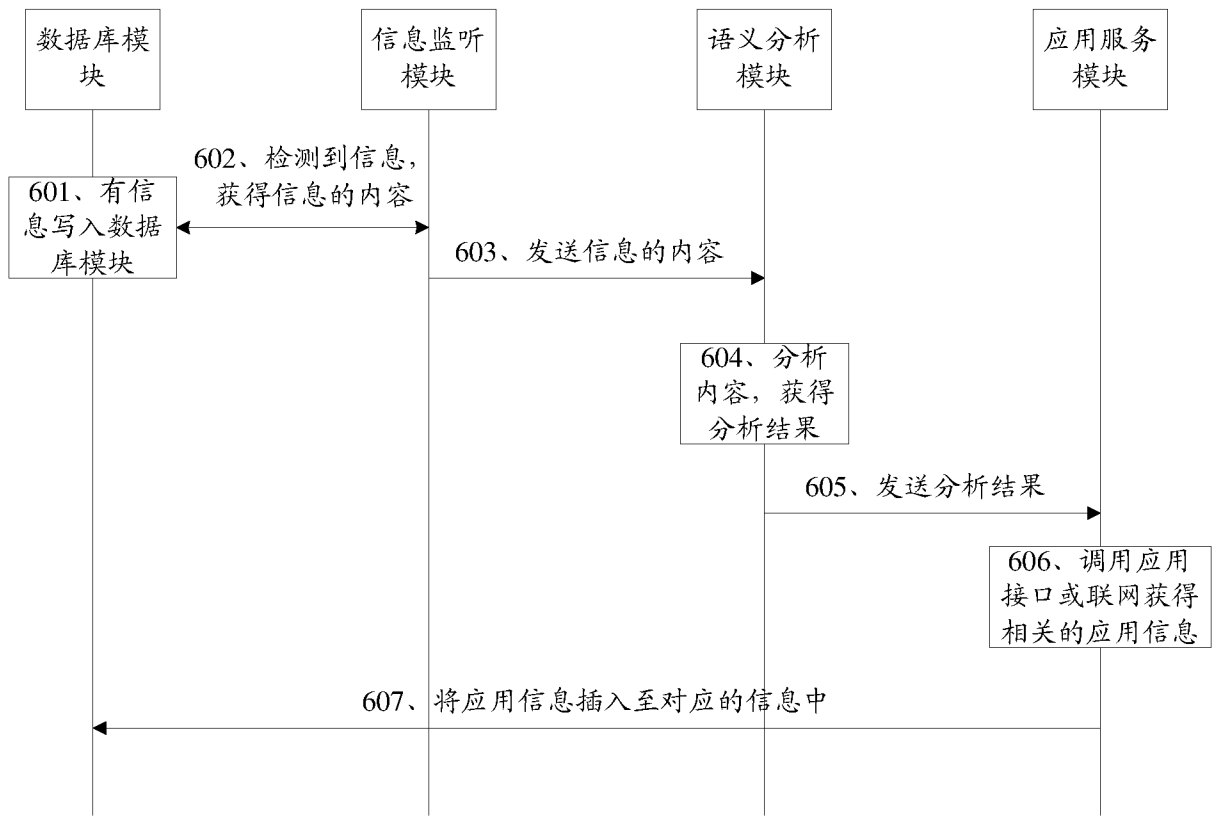 数据库模
块
信息监听
模块
语义分析
模块
应用服务
模块
602、检测到信息，
获得信息的内容
601、有信
息写入数据
库模块
603、发送信息的内容
604、分析
内容，获得
分析结果
605、发送分析结果
606、调用应用
接口或联网获得
相关的应用信息
607、将应用信息插入至对应的信息中